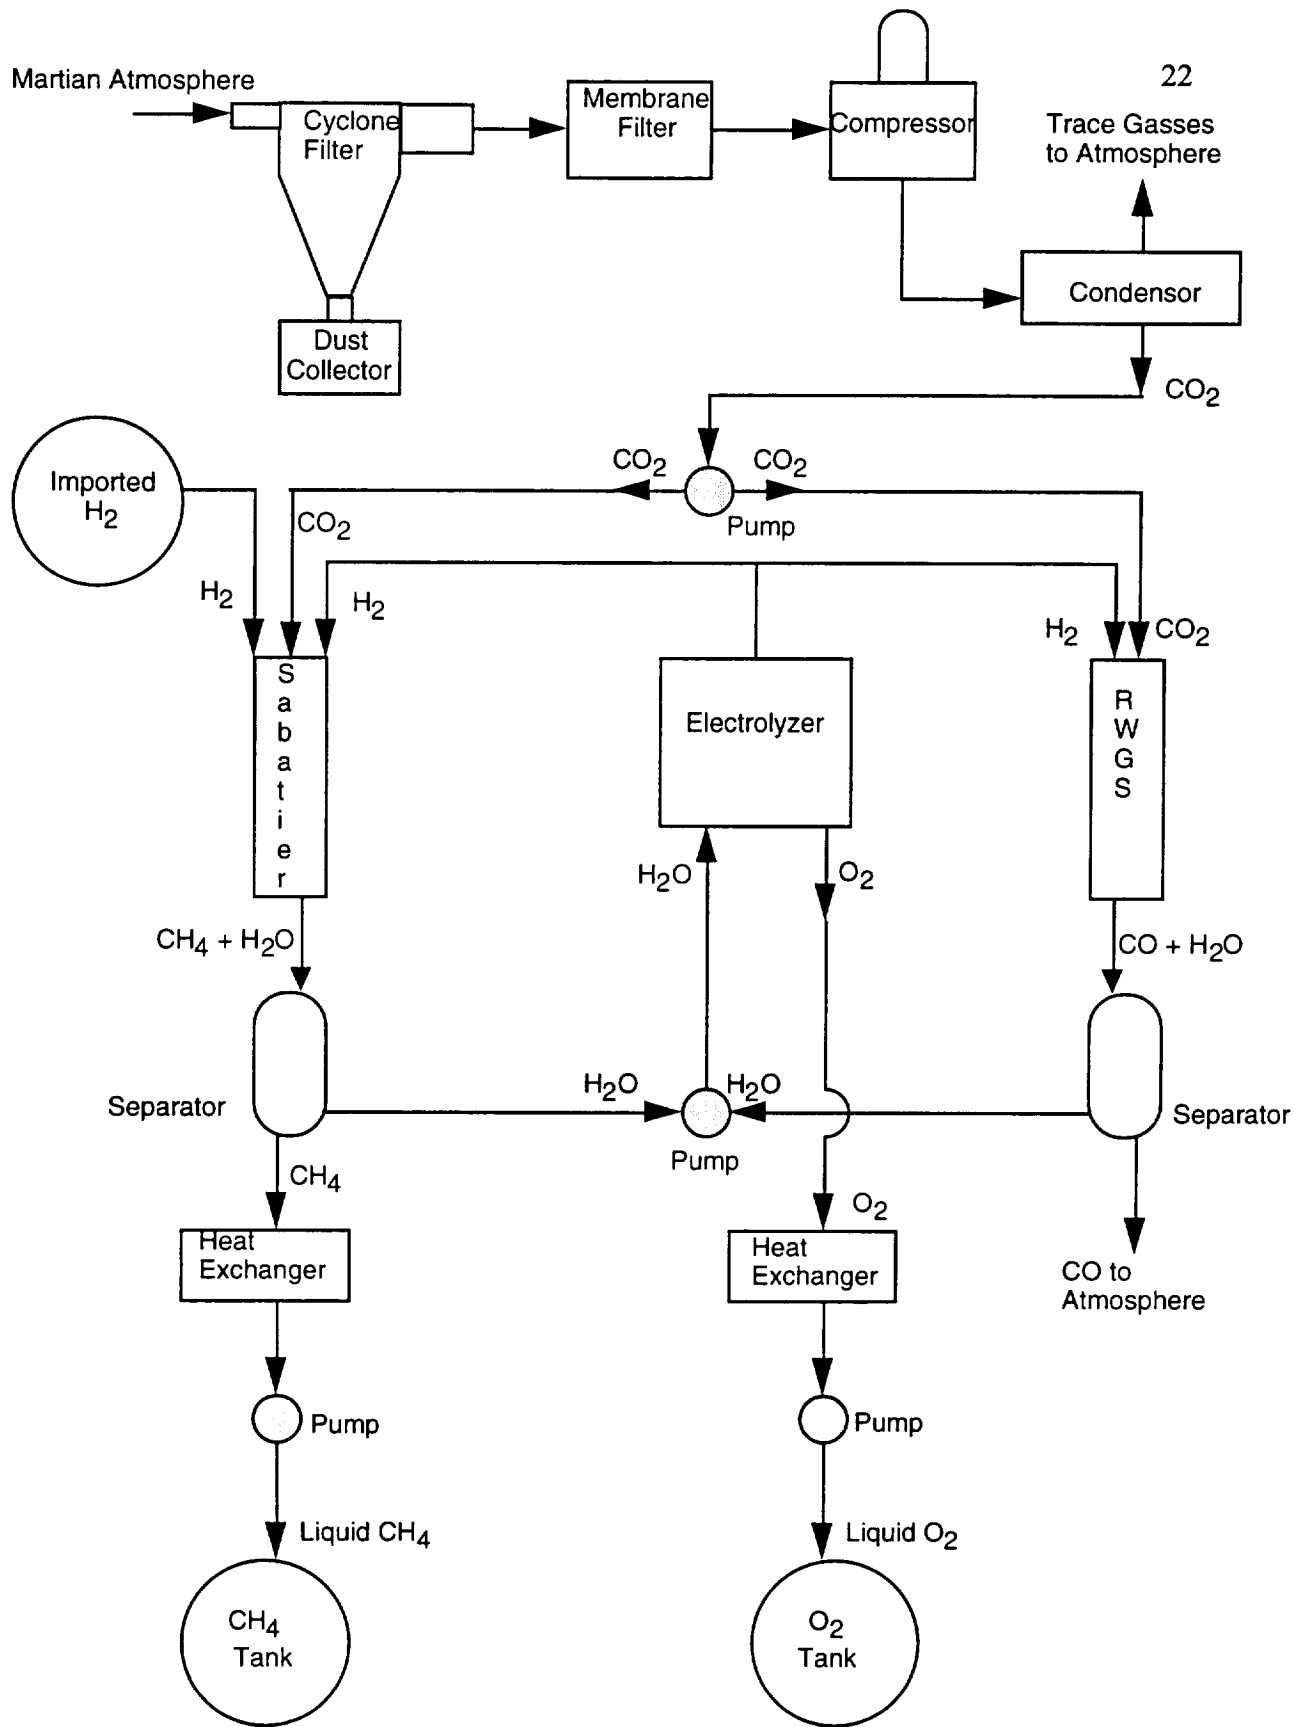 22
Martian Atmosphere
Cyclone
Filter
Membrane
Filter
Compressor
Trace Gasses
to Atmosphere
Condensor
Dust
Collector
CO2
Imported
H2
CO2
CO2
Pump
CO2
H2
H2
H2
CO2
Sabatier
Electrolyzer
RWGS
H2O
O2
CH4 + H2O
CO + H2O
Separator
H2O
H2O
Pump
Separator
CH4
O2
Heat
Exchanger
Heat
Exchanger
CO to
Atmosphere
Pump
Pump
Liquid CH4
Liquid O2
CH4
Tank
O2
Tank